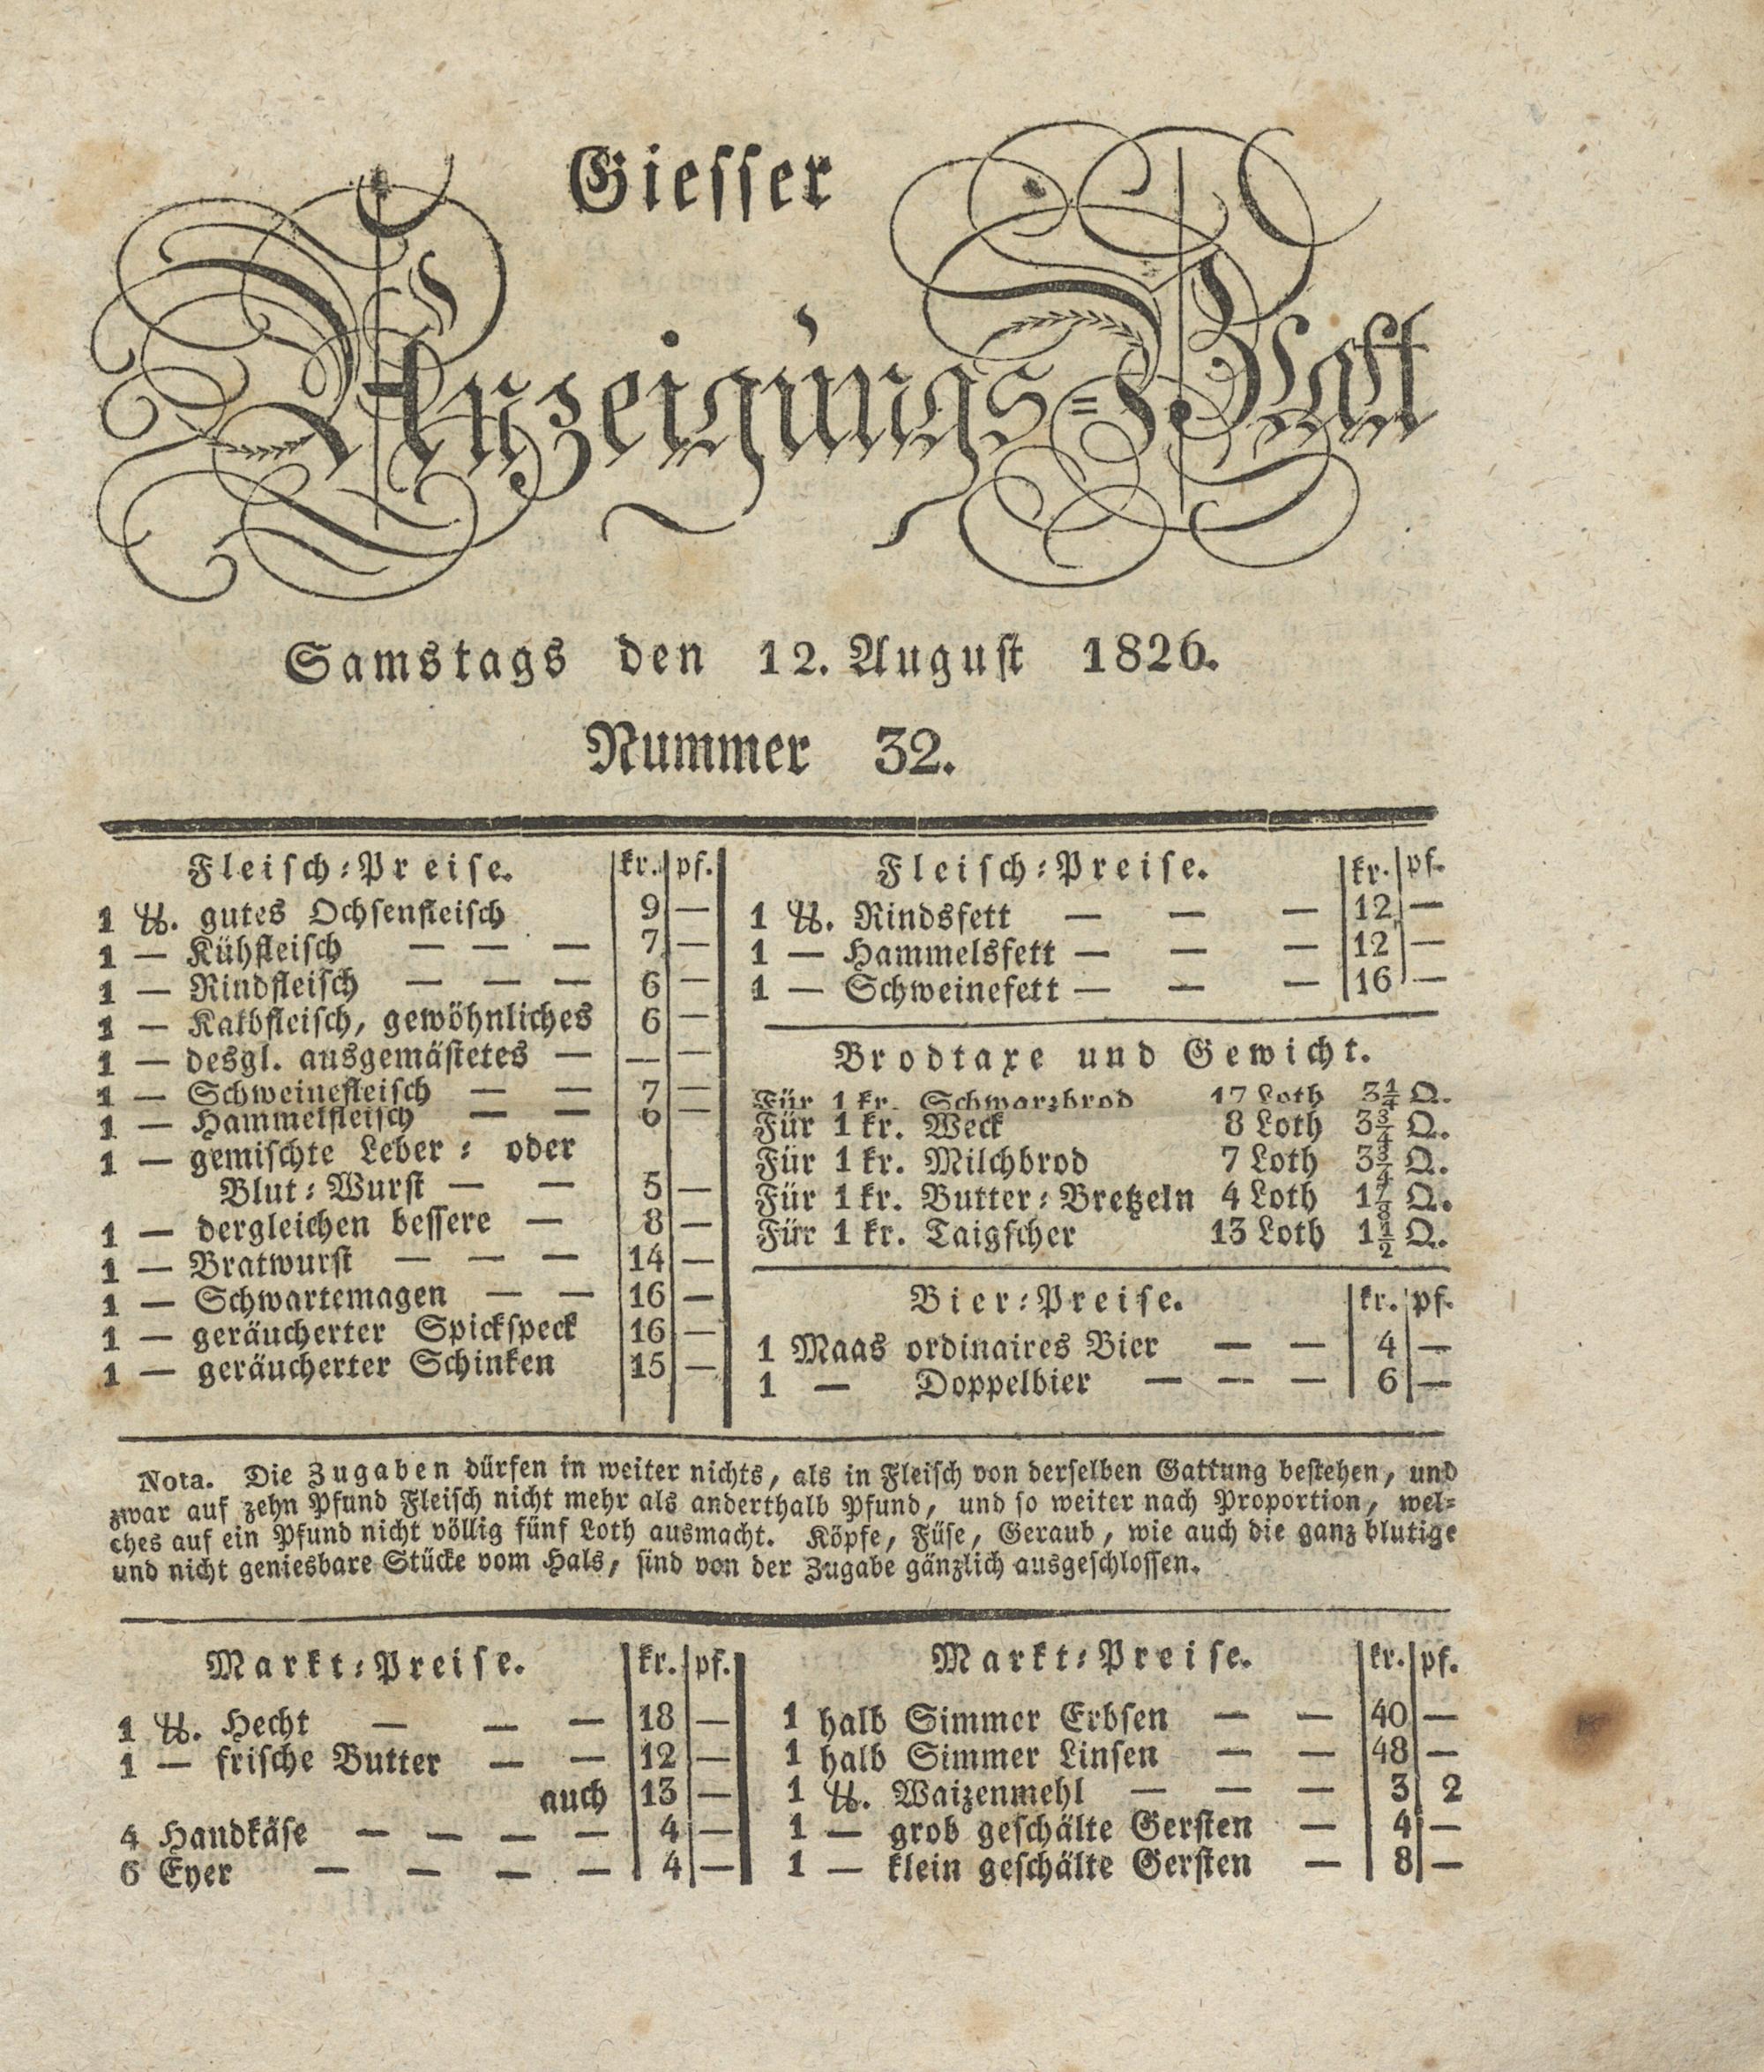 Giesser
Anzeigungs=Blatt
Samstags den 12. August 1826.
Nummer 32.
Fleisch=Preise. kr. pf.
1 ℔. gutes Ochsenfleisch 9 —
1 — Kühfleisch — — — 7 —
1 — Rindfleisch — — — 6 —
1 — Kalbfleisch, gewöhnliches 6 —
1 — desgl. ausgemästetes — — —
1 — Schweinefleisch — — 7 —
1 — Hammelfleisch — — 6 —
1 — gemischte Leber= oder
Blut=Wurst — — 5 —
1 — dergleichen bessere — 8 —
1 — Bratwurst — — — 14 —
1 — Schwartemagen — — 16 —
1 — geräucherter Spickspeck 16 —
1 — geräucherter Schinken 15 —
Fleisch=Preise. kr. pf.
1 ℔. Rindsfett — — — 12 —
1 — Hammelsfett — — — 12 —
1 — Schweinefett — — — 16 —
Brodtaxe und Gewicht.
Für 1 kr. Schwarzbrod 17 Loth 3¼ Q.
Für 1 kr. Weck 8 Loth 3¾ Q.
Für 1 kr. Milchbrod 7 Loth 3¾ Q.
Für 1 kr. Butter=Bretzeln 4 Loth 1⅞ Q.
Für 1 kr. Taigscher 13 Loth 1½ Q.
Bier=Preise. kr. pf.
1 Maas ordinaires Bier — — 4 —
1 — Doppelbier — — — 6 —
Nota. Die Zugaben dürfen in weiter nichts, als in Fleisch von derselben Gattung bestehen, und
zwar auf zehn Pfund Fleisch nicht mehr als anderthalb Pfund, und so weiter nach Proportion, wel=
ches auf ein Pfund nicht völlig fünf Loth ausmacht. Köpfe, Füse, Geraub, wie auch die ganz blutige
und nicht geniesbare Stücke vom Hals, sind von der Zugabe gänzlich ausgeschlossen.
Markt=Preise. kr. pf.
1 ℔. Hecht — — — 18 —
1 — frische Butter — — 12 —
auch 13 —
4 Handkäse — — — — 4 —
6 Eyer — — — — 4 —
Markt=Preise. kr. pf.
1 halb Simmer Erbsen — — 40 —
1 halb Simmer Linsen — — 48 —
1 ℔. Waizenmehl — — — 3 2
1 — grob geschälte Gersten — 4 —
1 — klein geschälte Gersten — 8 —